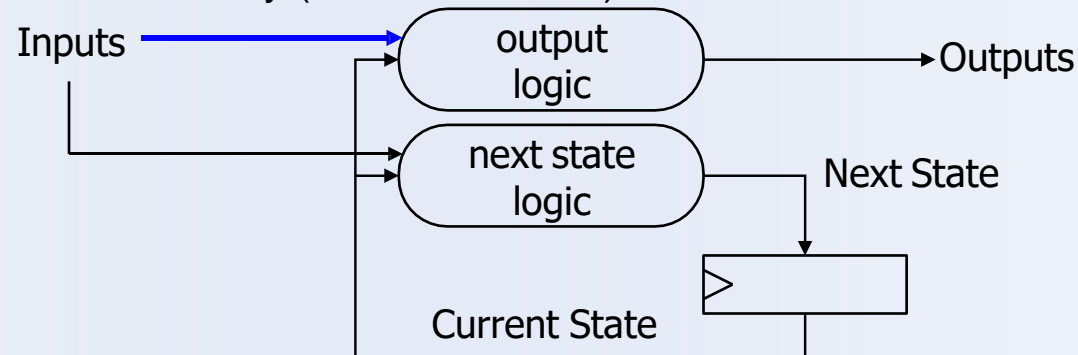 Inputs
output
logic
Outputs
next state
logic
Next State
Current State